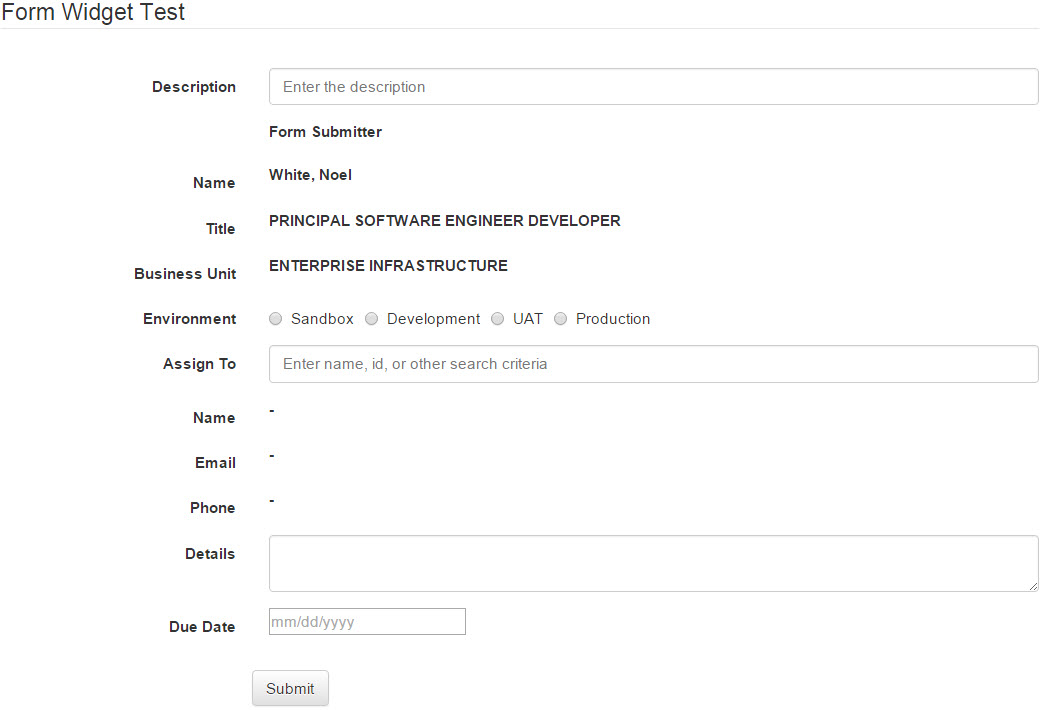 Form Widget Test
Description Enter the description
Form Submitter
Name White, Noel
Title PRINCIPAL SOFTWARE ENGINEER DEVELOPER
Business Unit ENTERPRISE INFRASTRUCTURE
Environment Sandbox Development UAT Production
Assign To Enter name, id, or other search criteria
Name -
Email -
Phone -
Details
Due Date mm/dd/yyyy
Submit